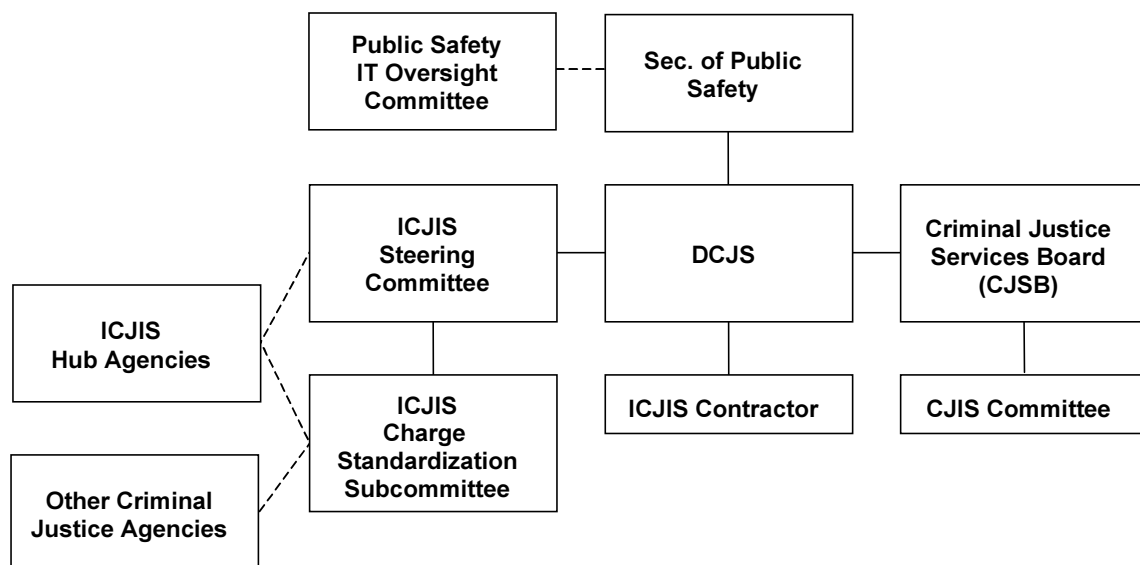 Public Safety
IT Oversight
Committee
Sec. of Public
Safety
ICJIS
Steering
Committee
DCJS
Criminal Justice
Services Board
(CJSB)
ICJIS
Hub Agencies
ICJIS
Charge
Standardization
Subcommittee
ICJIS Contractor
CJIS Committee
Other Criminal
Justice Agencies